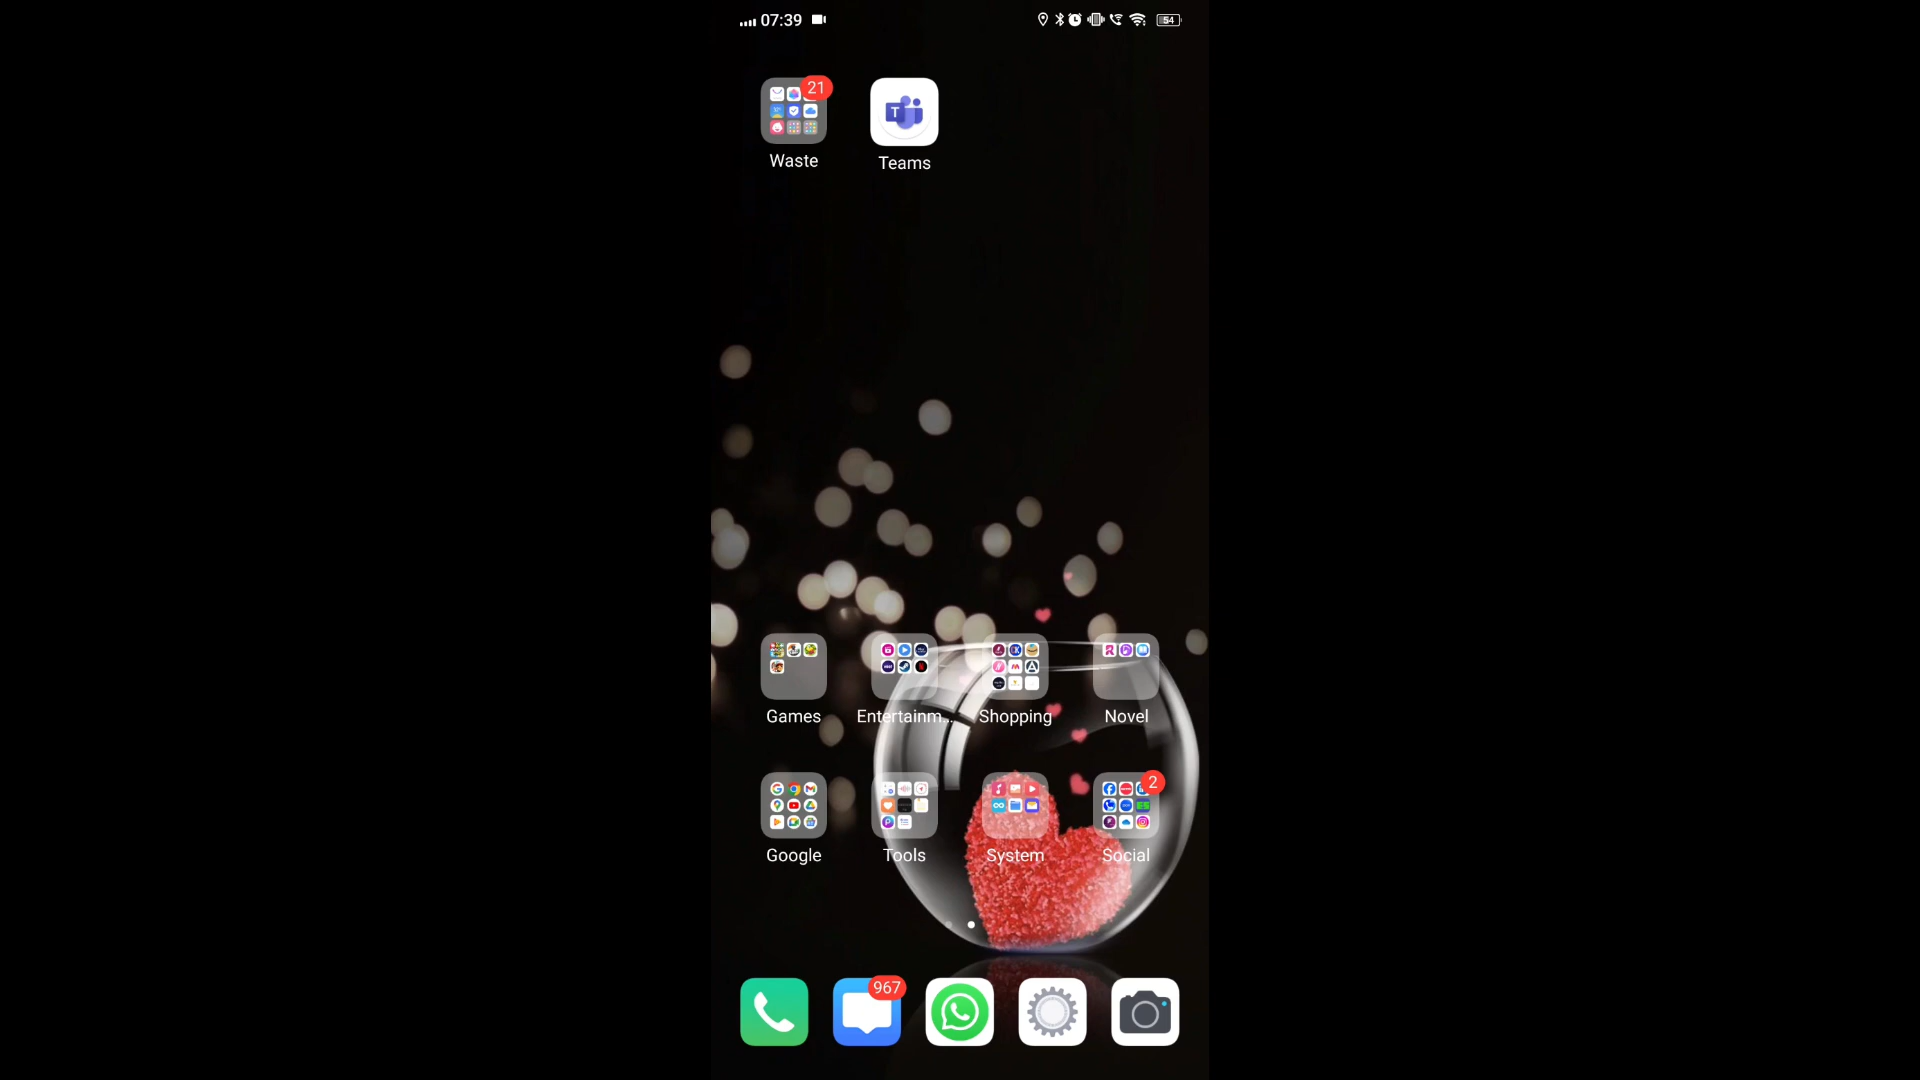 07:39
54
21
T
Waste
Teams
Games
Entertainm...
Shopping
Novel
2
Google
Tools
System
Social
967